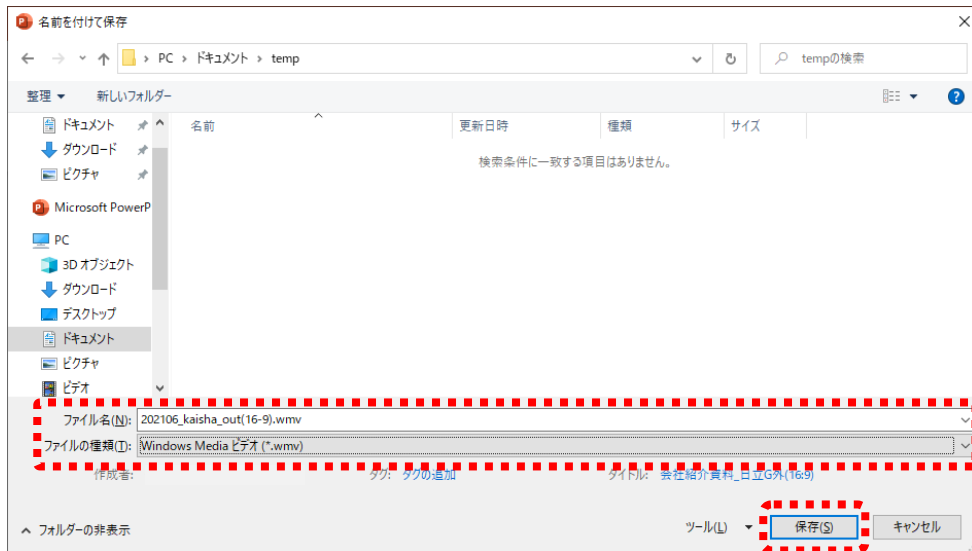 名前を付けて保存
PC › ドキュメント › temp
tempの検索
整理 新しいフォルダー
名前 更新日時 種類 サイズ
検索条件に一致する項目はありません。
ドキュメント
ダウンロード
ピクチャ
Microsoft PowerP
PC
3D オブジェクト
ダウンロード
デスクトップ
ドキュメント
ピクチャ
ビデオ
ファイル名(N): 202106_kaisha_out(16-9).wmv
ファイルの種類(T): Windows Media ビデオ (*.wmv)
作成者: タグ: タグの追加 タイトル: 会社紹介資料_日立G外(16:9)
フォルダーの非表示 ツール(L) 保存(S) キャンセル